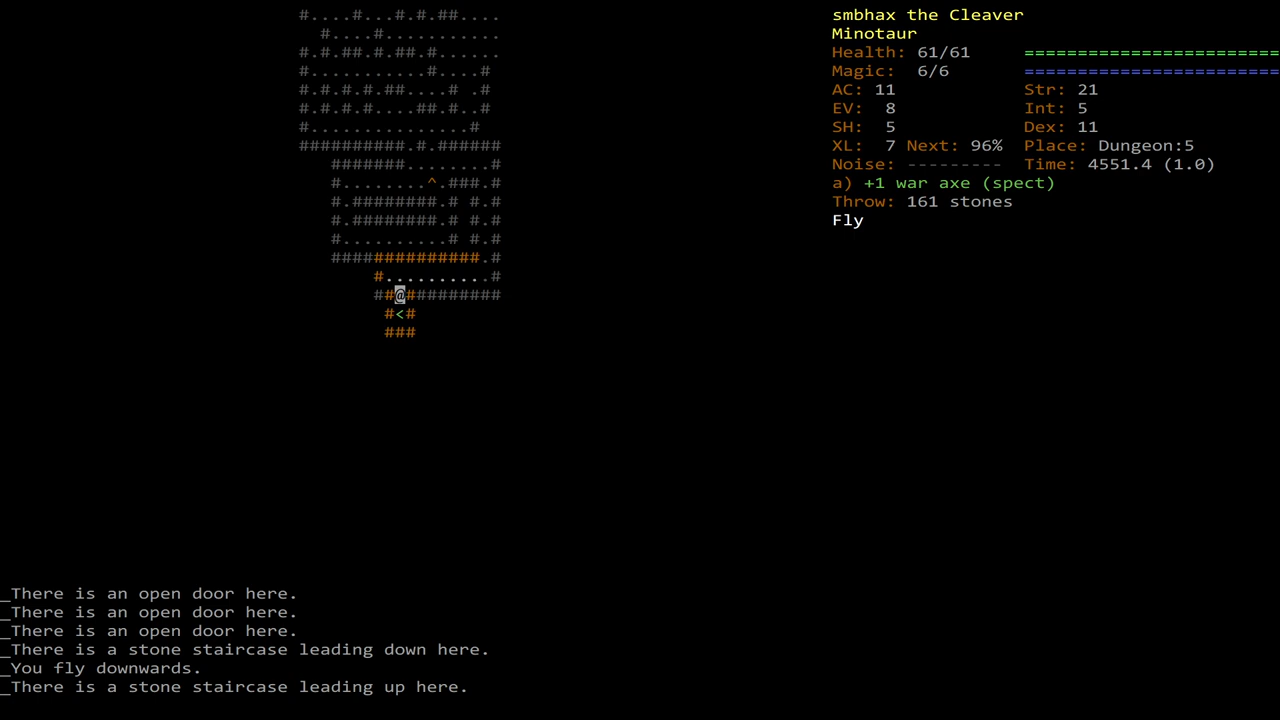 #....#...#.#.##....
#....#...........
#.#.##.#.##.#......
#...........#....#
#.#.#.#.##....# .#
#.#.#.#....##.#..#
#...............#
##########.#.######
#######........#
#........^.###.#
#.########.# #.#
#.########.# #.#
#..........# #.#
##############.#
#..........#
##@#########
#<#
###
smbhax the Cleaver
Minotaur
Health: 61/61 ========================
Magic: 6/6 ========================
AC: 11 Str: 21
EV: 8 Int: 5
SH: 5 Dex: 11
XL: 7 Next: 96% Place: Dungeon:5
Noise: --------- Time: 4551.4 (1.0)
a) +1 war axe (spect)
Throw: 161 stones
Fly
_There is an open door here.
_There is an open door here.
_There is an open door here.
_There is a stone staircase leading down here.
_You fly downwards.
_There is a stone staircase leading up here.